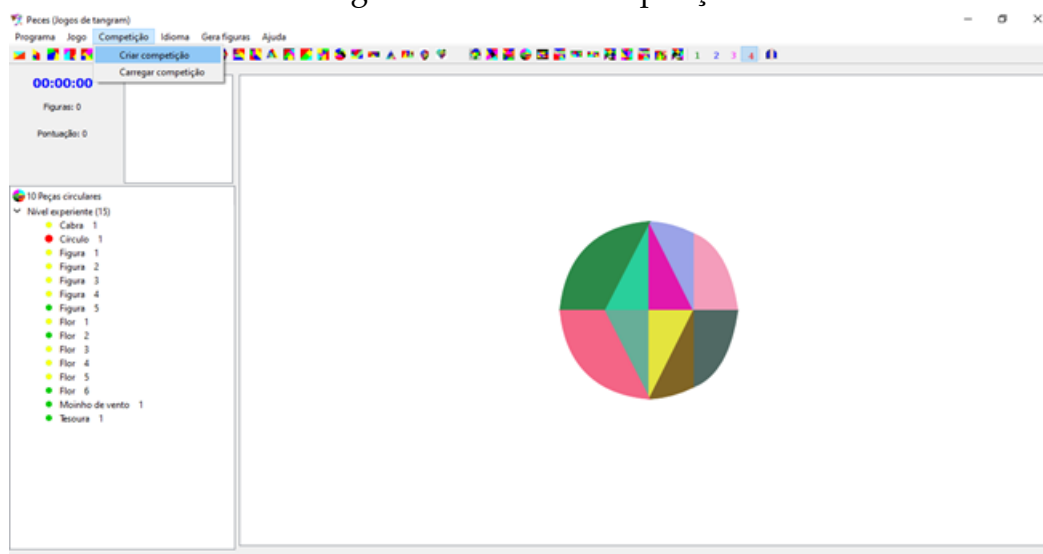 Peces (Jogos de tangram)
Programa Jogo Competição Idioma Gera figuras Ajuda
Criar competição
1 2 3 4
Carregar competição
00:00:00
Figuras: 0
Pontuação: 0
10 Peças circulares
Nível experiente (15)
Cabra 1
Círculo 1
Figura 1
Figura 2
Figura 3
Figura 4
Figura 5
Flor 1
Flor 2
Flor 3
Flor 4
Flor 5
Flor 6
Moinho de vento 1
Tesoura 1